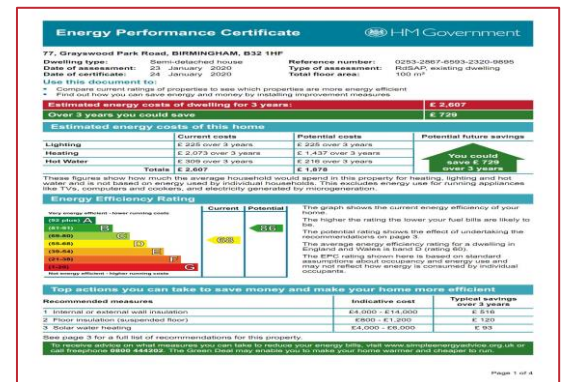 Energy Performance Certificate
HM Government
77, Grayswood Park Road, BIRMINGHAM, B32 1HF
Dwelling type: Semi-detached house
Reference number: 0253-2867-6593-2320-9895
Date of assessment: 23 January 2020
Type of assessment: RdSAP, existing dwelling
Date of certificate: 24 January 2020
Total floor area: 100 m²
Use this document to:
• Compare current ratings of properties to see which properties are more energy efficient
• Find out how you can save energy and money by installing improvement measures
Estimated energy costs of dwelling for 3 years: £ 2,607
Over 3 years you could save £ 729
Estimated energy costs of this home
Current costs Potential costs Potential future savings
Lighting £ 225 over 3 years £ 225 over 3 years
Heating £ 2,073 over 3 years £ 1,437 over 3 years
Hot Water £ 309 over 3 years £ 216 over 3 years
Totals £ 2,607 £ 1,878
You could
save £ 729
over 3 years
These figures show how much the average household would spend in this property for heating, lighting and hot
water and is not based on energy used by individual households. This excludes energy use for running appliances
like TVs, computers and cookers, and electricity generated by microgeneration.
Energy Efficiency Rating
Current Potential
Very energy efficient - lower running costs
(92 plus) A
(81-91) B
(69-80) C
(55-68) D
(39-54) E
(21-38) F
(1-20) G
Not energy efficient - higher running costs
68
86
The graph shows the current energy efficiency of your
home.
The higher the rating the lower your fuel bills are likely to
be.
The potential rating shows the effect of undertaking the
recommendations on page 3.
The average energy efficiency rating for a dwelling in
England and Wales is band D (rating 60).
The EPC rating shown here is based on standard
assumptions about occupancy and energy use and
may not reflect how energy is consumed by individual
occupants.
Top actions you can take to save money and make your home more efficient
Recommended measures Indicative cost Typical savings
over 3 years
1 Internal or external wall insulation £4,000 - £14,000 £ 516
2 Floor insulation (suspended floor) £800 - £1,200 £ 120
3 Solar water heating £4,000 - £6,000 £ 93
See page 3 for a full list of recommendations for this property.
To receive advice on what measures you can take to reduce your energy bills, visit www.simpleenergyadvice.org.uk or
call freephone 0800 444202. The Green Deal may enable you to make your home warmer and cheaper to run.
Page 1 of 4